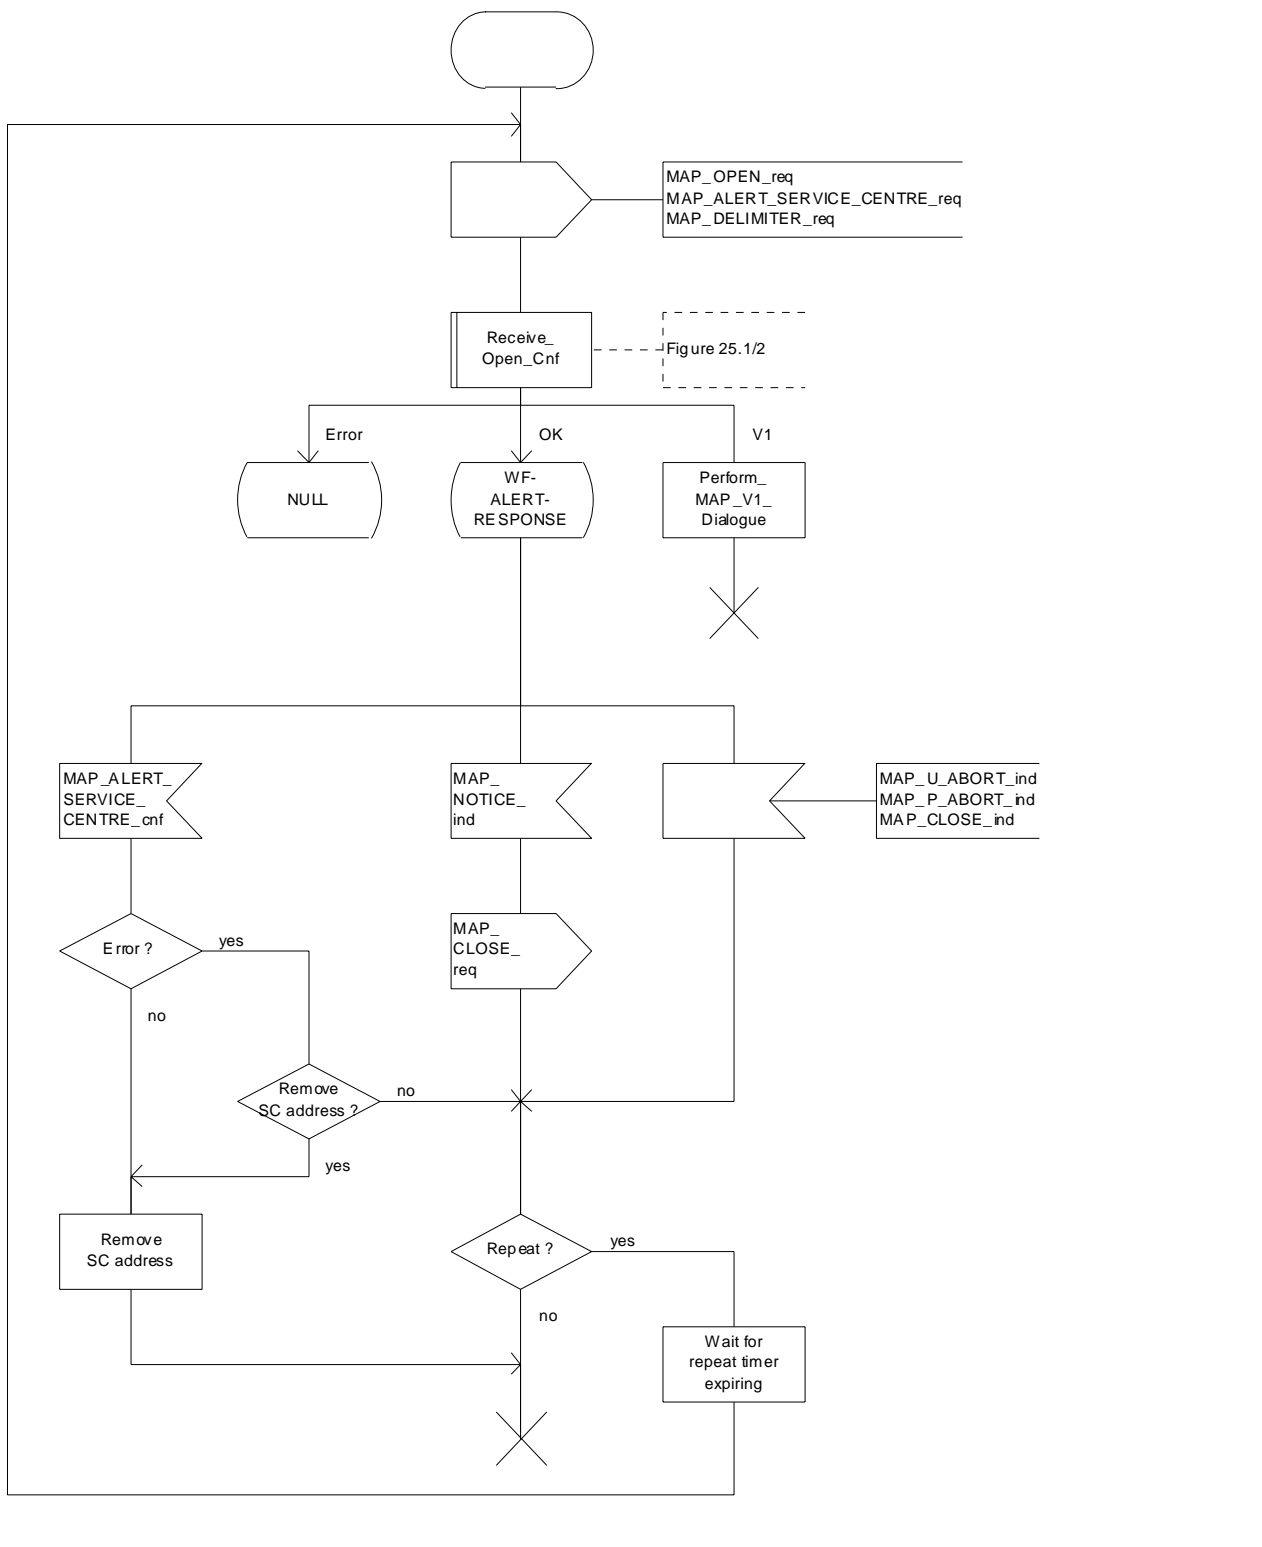 MAP_OPEN_req
MAP_ALERT_SERVICE_CENTRE_req
MAP_DELIMITER_req
Receive_
Open_Cnf
Figure 25.1/2
Error
OK
V1
NULL
WF-
ALERT-
RESPONSE
Perform_
MAP_V1_
Dialogue
MAP_ALERT_
SERVICE_
CENTRE_cnf
MAP_
NOTICE_
ind
MAP_U_ABORT_ind
MAP_P_ABORT_ind
MAP_CLOSE_ind
Error ?
yes
MAP_
CLOSE_
req
no
Remove
SC address ?
no
yes
Remove
SC address
Repeat ?
yes
no
Wait for
repeat timer
expiring